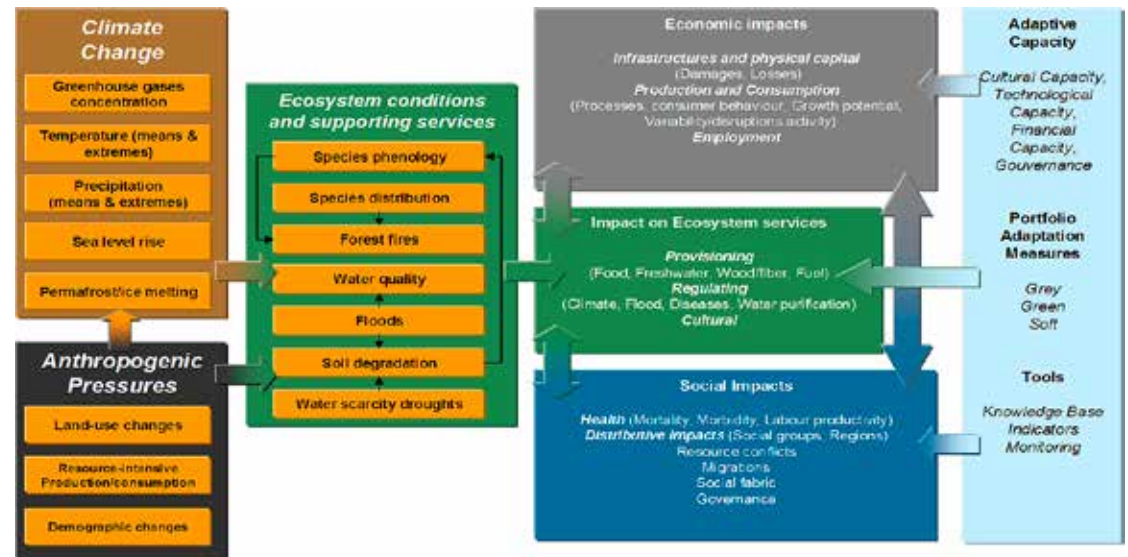 Climate
Change
Greenhouse gases
concentration
Temperature (means &
extremes)
Precipitation
(means & extremes)
Sea level rise
Permafrost/ice melting
Anthropogenic
Pressures
Land-use changes
Resource-intensive
Production/consumption
Demographic changes
Ecosystem conditions
and supporting services
Species phenology
Species distribution
Forest fires
Water quality
Floods
Soil degradation
Water scarcity droughts
Economic impacts
Infrastructures and physical capital
(Damages, Losses)
Production and Consumption
(Processes, consumer behaviour, Growth potential,
Variability/disruptions activity)
Employment
Impact on Ecosystem services
Provisioning
(Food, Freshwater, Wood/fiber, Fuel)
Regulating
(Climate, Flood, Diseases, Water purification)
Cultural
Social Impacts
Health (Mortality, Morbidity, Labour productivity)
Distributive impacts (Social groups, Regions)
Resource conflicts
Migrations
Social fabric
Governance
Adaptive
Capacity
Cultural Capacity,
Technological
Capacity,
Financial
Capacity,
Gouvernance
Portfolio
Adaptation
Measures
Grey
Green
Soft
Tools
Knowledge Base
Indicators
Monitoring